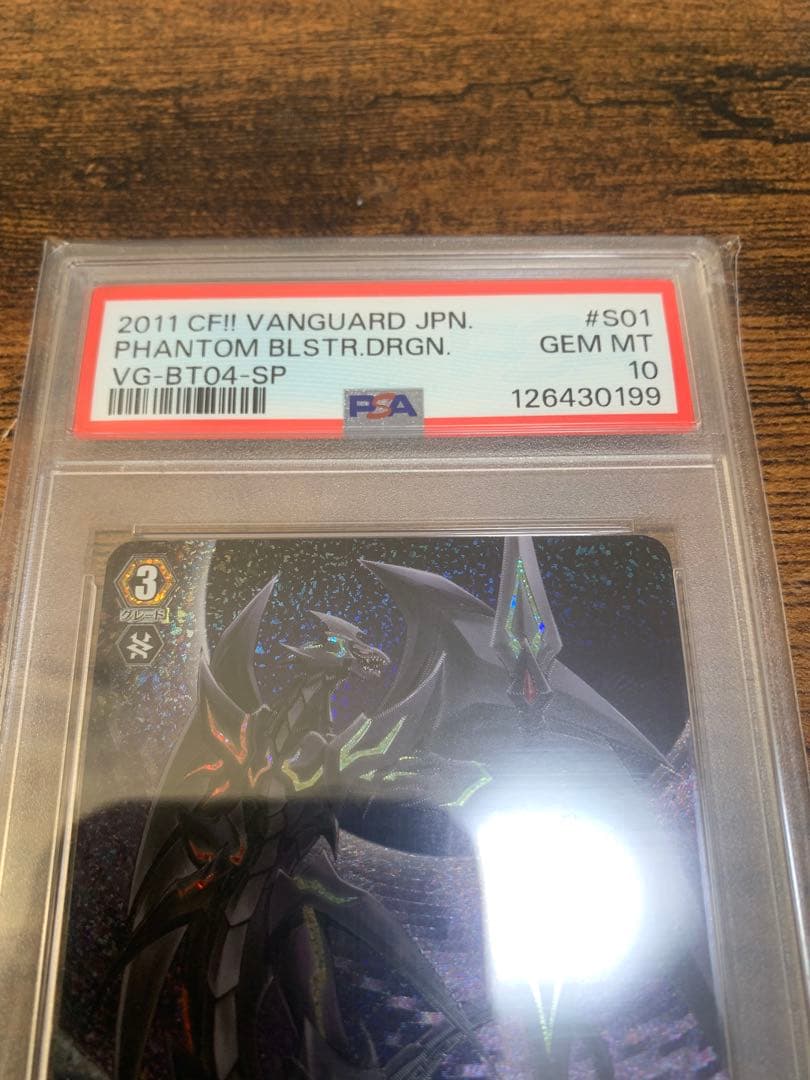 2011 CF!! VANGUARD JPN. #S01
PHANTOM BLSTR.DRGN. GEM MT
VG-BT04-SP 10
PSA 126430199
3
グレード